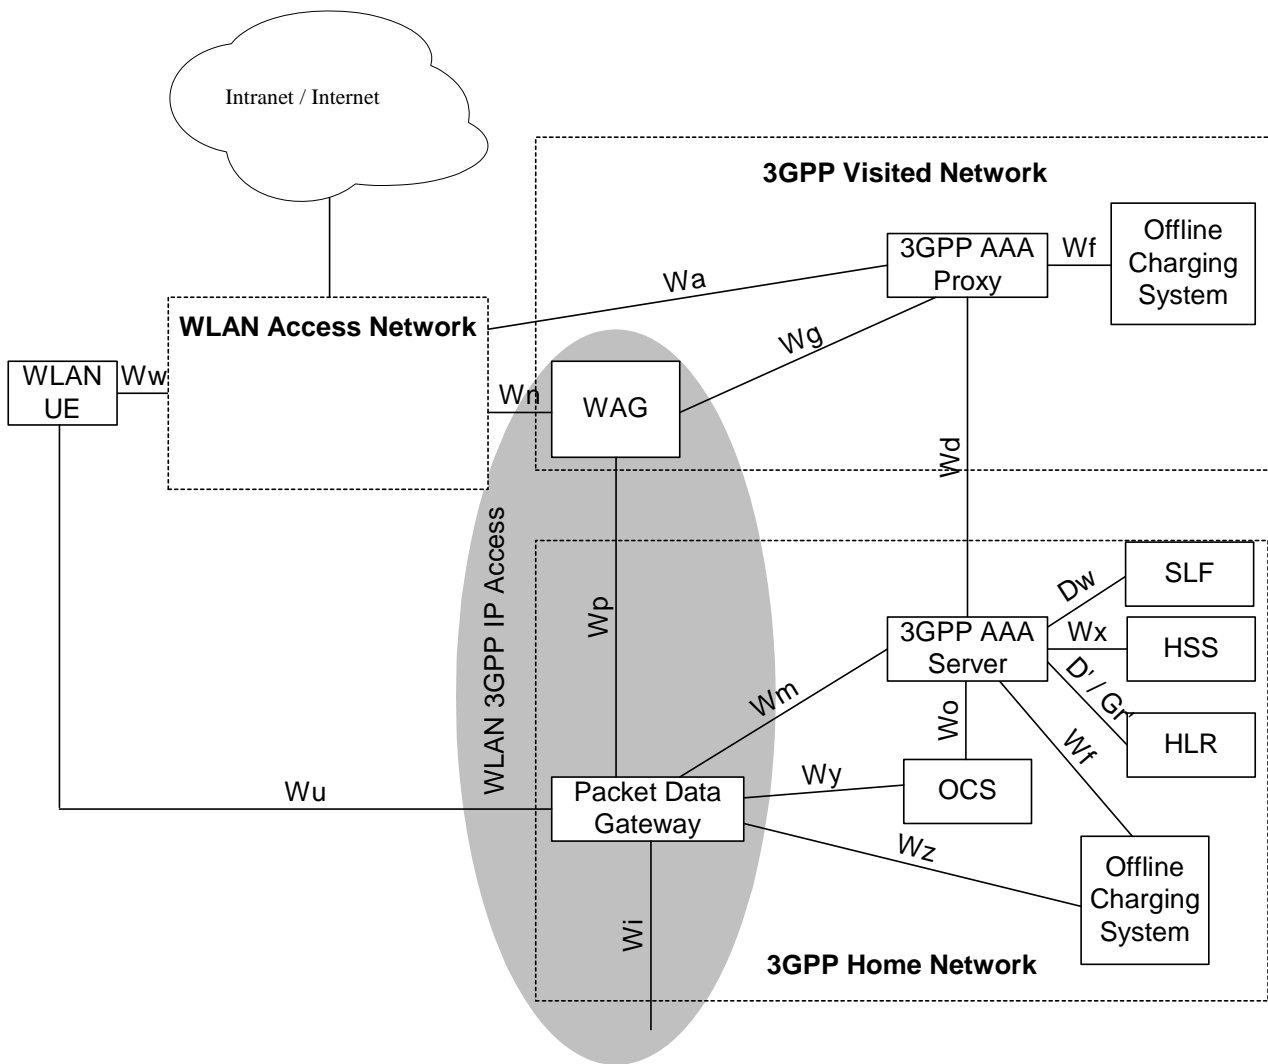 Intranet / Internet
3GPP Visited Network
3GPP AAA
Proxy
Wf
Offline
Charging
System
Wa
WLAN Access Network
Wg
WLAN
UE
Ww
Wn
WAG
Wd
WLAN 3GPP IP Access
Wp
SLF
Dw
3GPP AAA
Server
Wx
HSS
D' / Gr'
HLR
Wm
Wo
Wf
Wu
Packet Data
Gateway
Wy
OCS
Wz
Offline
Charging
System
Wi
3GPP Home Network